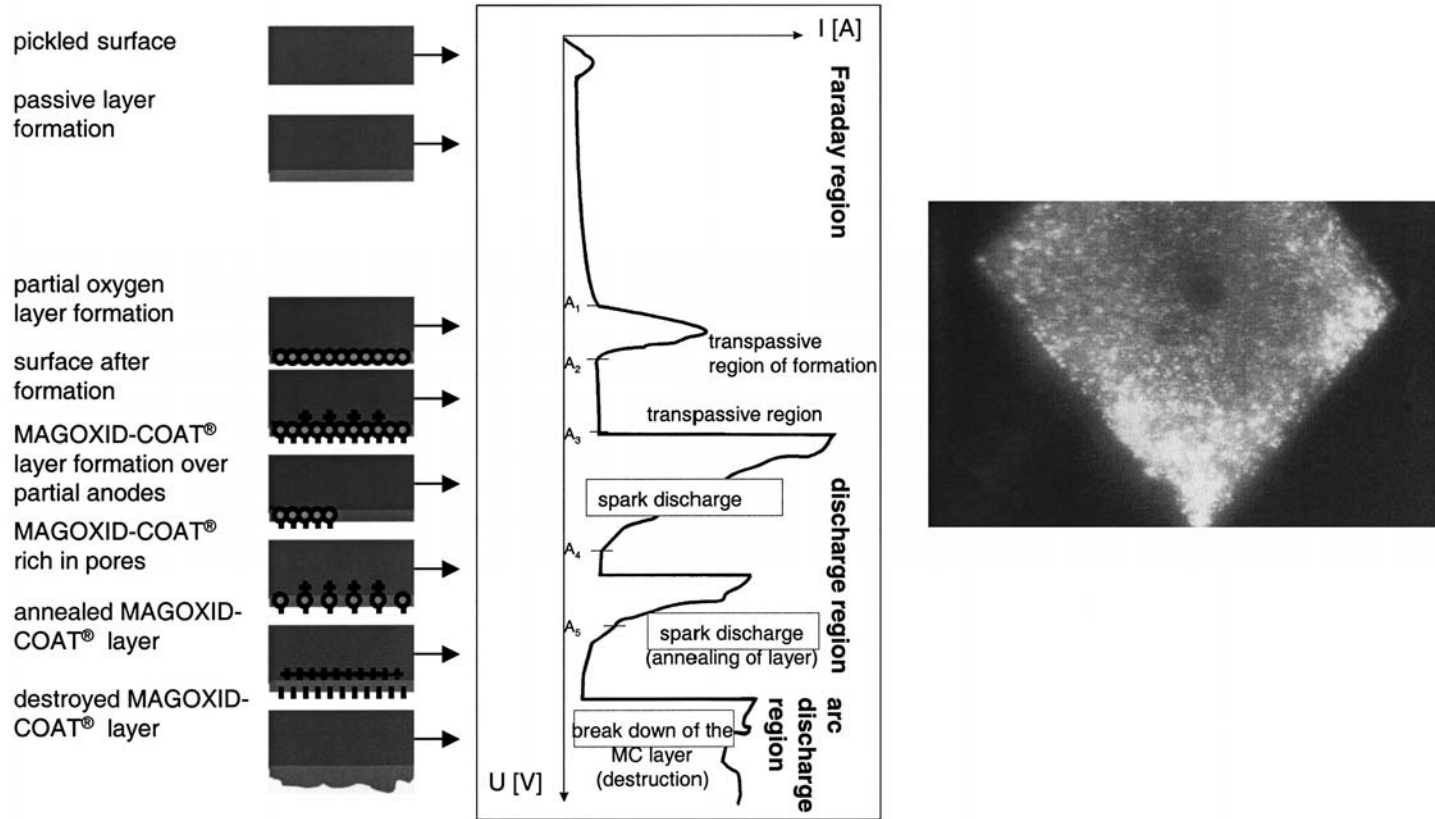 pickled surface
passive layer
formation
partial oxygen
layer formation
surface after
formation
MAGOXID-COAT®
layer formation over
partial anodes
MAGOXID-COAT®
rich in pores
annealed MAGOXID-
COAT® layer
destroyed MAGOXID-
COAT® layer
I [A]
Faraday region
A1
transpassive
region of formation
A2
transpassive region
A3
spark discharge
discharge region
A4
A5
spark discharge
(annealing of layer)
arc
discharge
region
break down of the
MC layer
(destruction)
U [V]